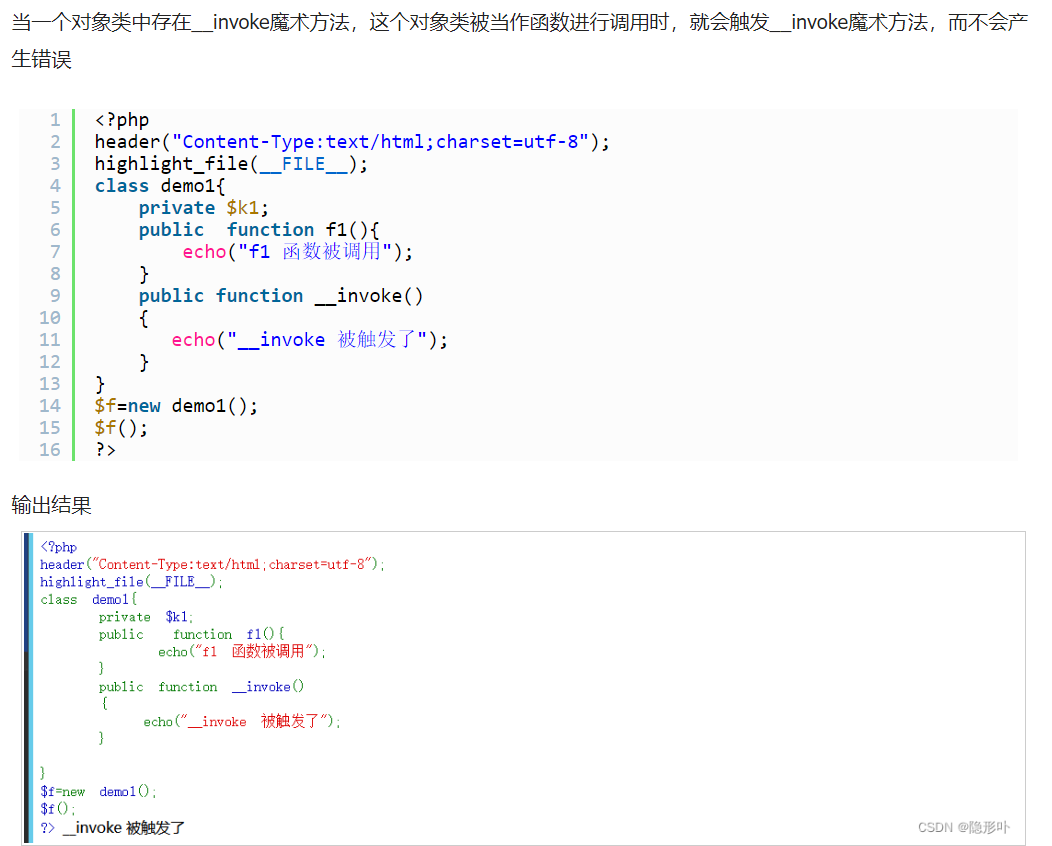 当一个对象类中存在__invoke魔术方法，这个对象类被当作函数进行调用时，就会触发__invoke魔术方法，而不会产
生错误
1 <?php
2 header("Content-Type:text/html;charset=utf-8");
3 highlight_file(__FILE__);
4 class demo1{
5     private $k1;
6     public  function f1(){
7         echo("f1 函数被调用");
8     }
9     public function __invoke()
10     {
11        echo("__invoke 被触发了");
12     }
13 }
14 $f=new demo1();
15 $f();
16 ?>
输出结果
<?php
header("Content-Type:text/html;charset=utf-8");
highlight_file(__FILE__);
class demo1{
        private $k1;
        public  function f1(){
                echo("f1 函数被调用");
        }
        public function __invoke()
        {
              echo("__invoke 被触发了");
        }
}
$f=new demo1();
$f();
?> __invoke 被触发了
CSDN @隐形卟